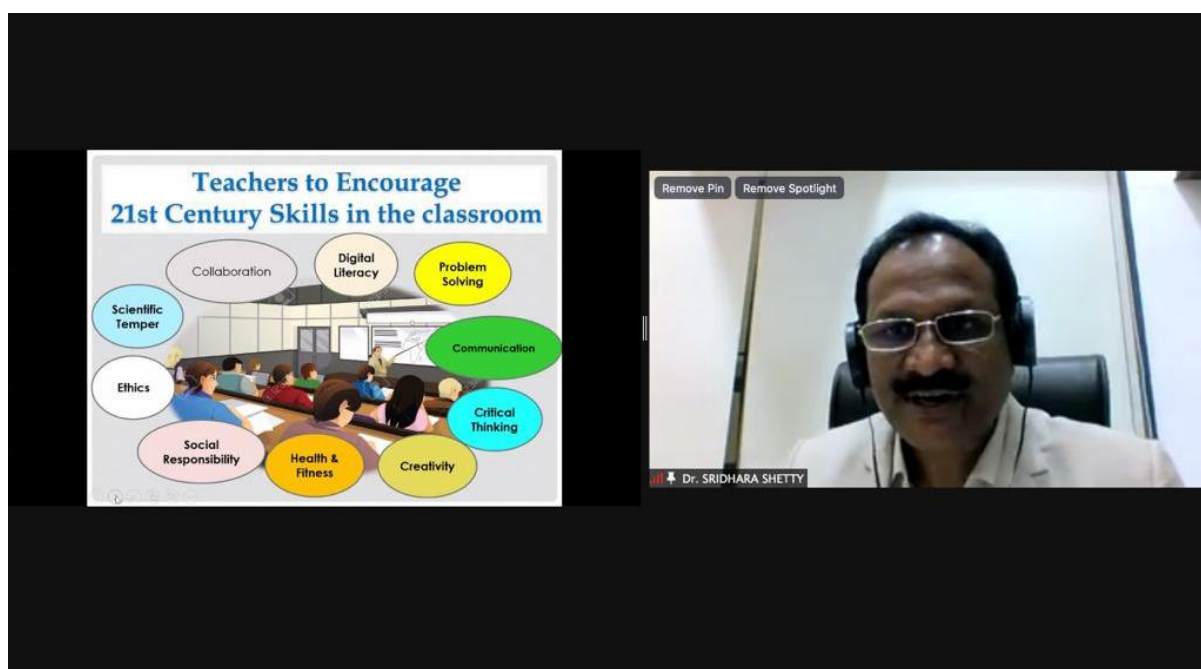 Teachers to Encourage
21st Century Skills in the classroom
Collaboration
Digital
Literacy
Problem
Solving
Scientific
Temper
Communication
Ethics
Critical
Thinking
Social
Responsibility
Health &
Fitness
Creativity
Remove Pin
Remove Spotlight
Dr. SRIDHARA SHETTY